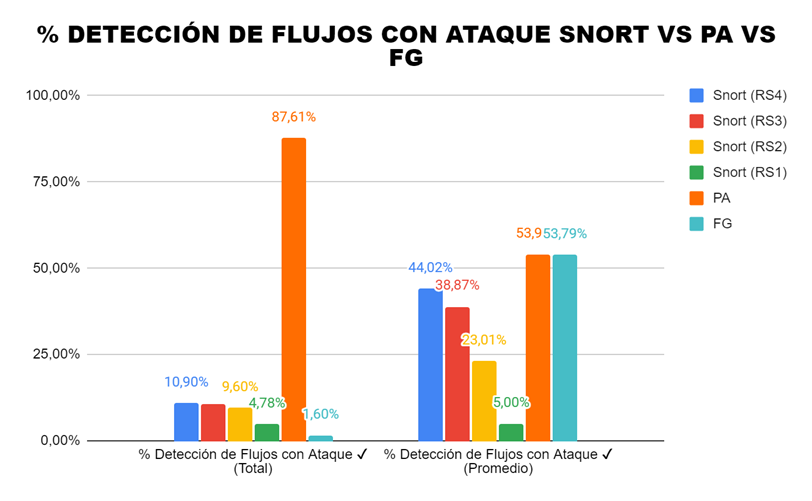 % DETECCIÓN DE FLUJOS CON ATAQUE SNORT VS PA VS
FG
100,00%
75,00%
50,00%
25,00%
0,00%
10,90%
9,60%
4,78%
87,61%
1,60%
44,02%
38,87%
23,01%
5,00%
53,9
53,79%
% Detección de Flujos con Ataque ✓
(Total)
% Detección de Flujos con Ataque ✓
(Promedio)
Snort (RS4)
Snort (RS3)
Snort (RS2)
Snort (RS1)
PA
FG